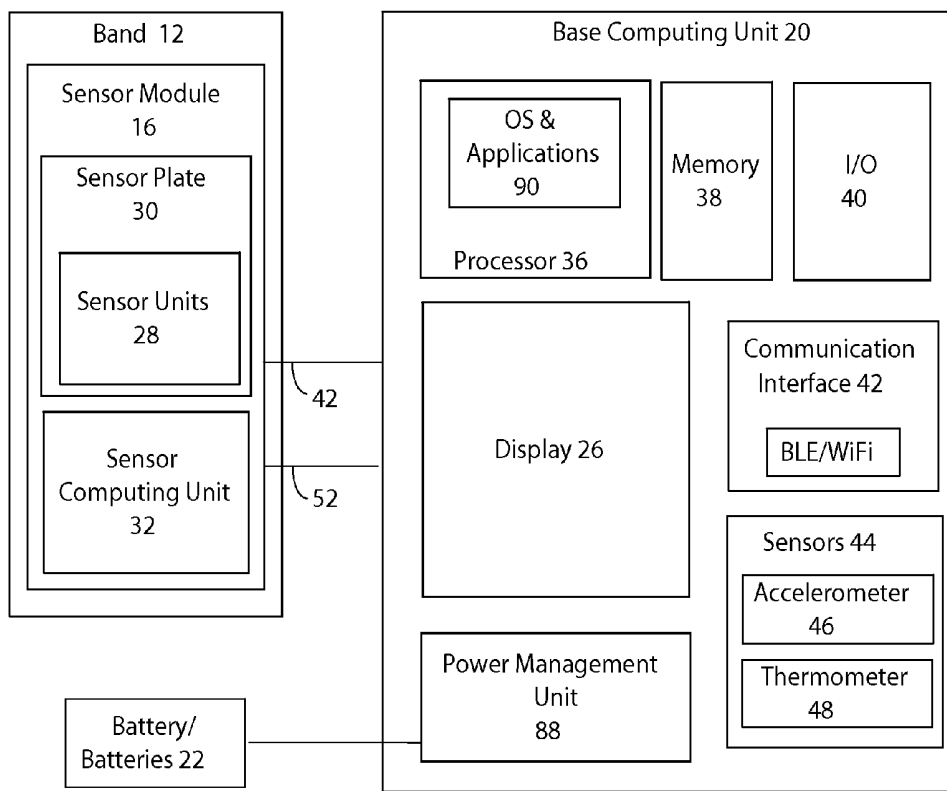 Band 12
Sensor Module
16
Sensor Plate
30
Sensor Units
28
Sensor
Computing Unit
32
42
52
Battery/
Batteries 22
Base Computing Unit 20
OS &
Applications
90
Processor 36
Memory
38
I/O
40
Display 26
Communication
Interface 42
BLE/WiFi
Sensors 44
Accelerometer
46
Thermometer
48
Power Management
Unit
88